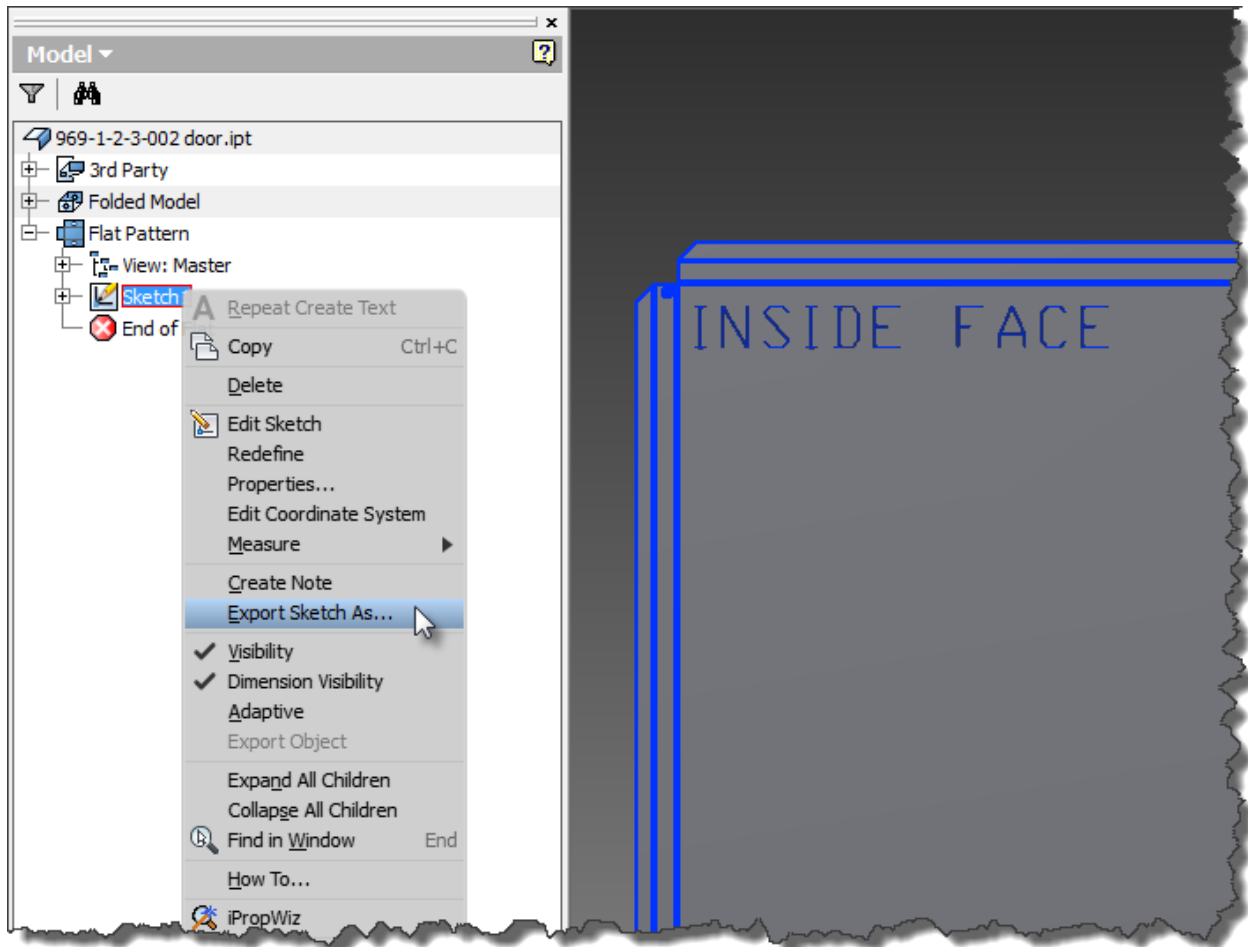 Model
969-1-2-3-002 door.ipt
3rd Party
Folded Model
Flat Pattern
View: Master
Sketch
End of
Repeat Create Text
Copy Ctrl+C
Delete
Edit Sketch
Redefine
Properties...
Edit Coordinate System
Measure
Create Note
Export Sketch As...
Visibility
Dimension Visibility
Adaptive
Export Object
Expand All Children
Collapse All Children
Find in Window End
How To...
iPropWiz
INSIDE FACE